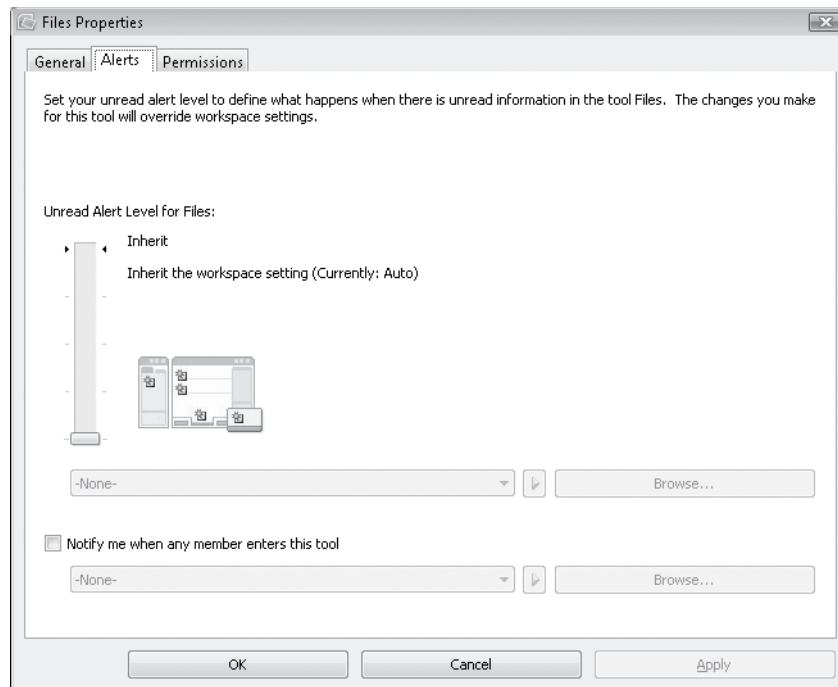 Files Properties
General Alerts Permissions
Set your unread alert level to define what happens when there is unread information in the tool Files. The changes you make
for this tool will override workspace settings.
Unread Alert Level for Files:
Inherit
Inherit the workspace setting (Currently: Auto)
-None- Browse...
Notify me when any member enters this tool
-None- Browse...
OK Cancel Apply